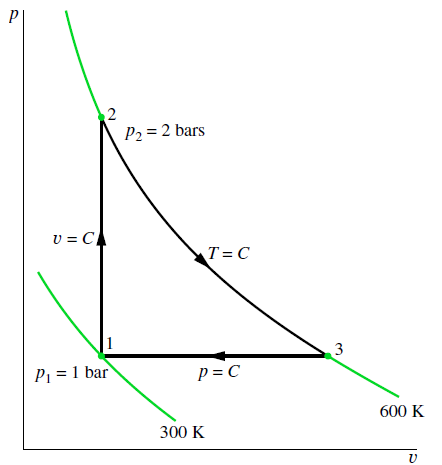 p
2
p₂ = 2 bars
v = C
T = C
1
3
p₁ = 1 bar
p = C
600 K
300 K
v